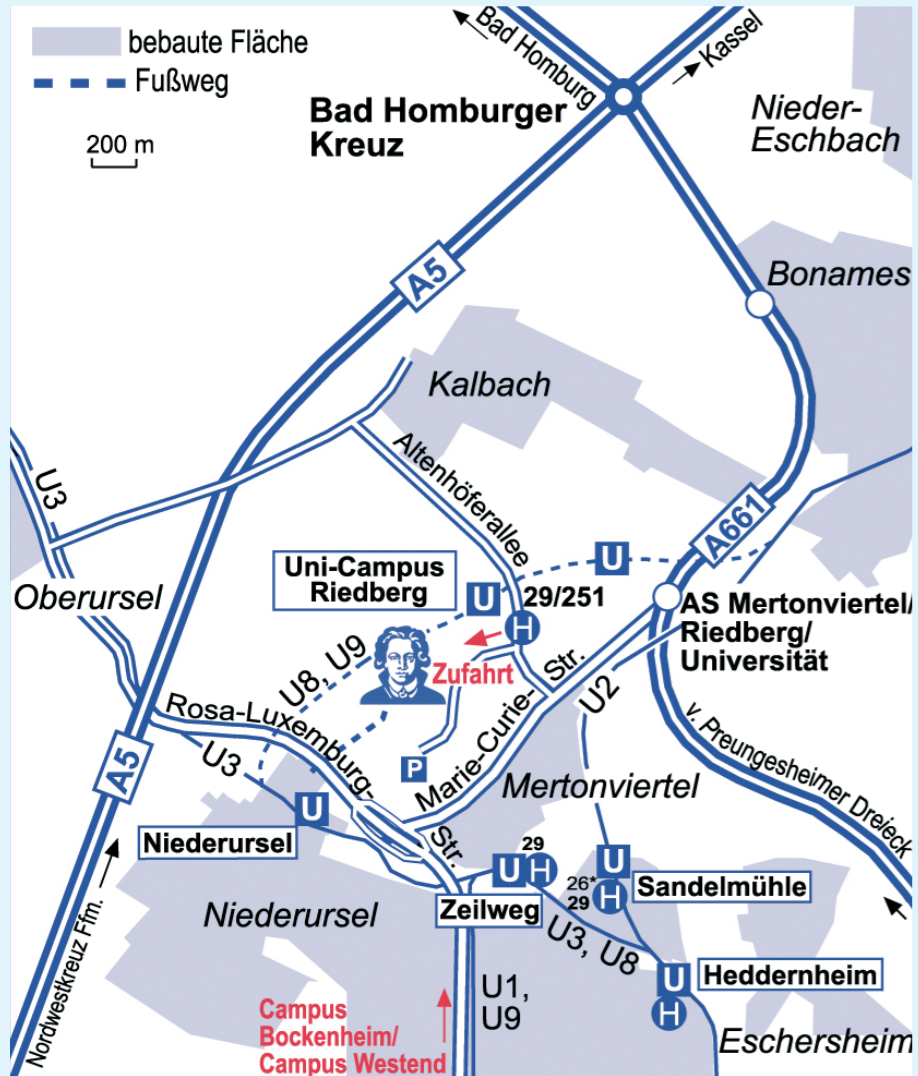 bebaute Fläche
Fußweg
200 m
Bad Homburg
Kassel
Bad Homburger
Kreuz
Nieder-
Eschbach
A5
Bonames
Kalbach
Altenhöferallee
U3
A661
U
Uni-Campus
Riedberg
U
29/251
H
Oberursel
AS Mertonviertel/
Riedberg/
Universität
Zufahrt
U8, U9
Rosa-Luxemburg-
Str.
Marie-Curie- Str.
U2
v. Preungesheimer Dreieck
A5
U3
P
Mertonviertel
U
Niederursel
29
U H
26*
29
U
H
Sandelmühle
Niederursel
Zeilweg
U3, U8
U
H
Heddernheim
Nordwestkreuz Ffm.
U1,
U9
Campus
Bockenheim/
Campus Westend
Eschersheim